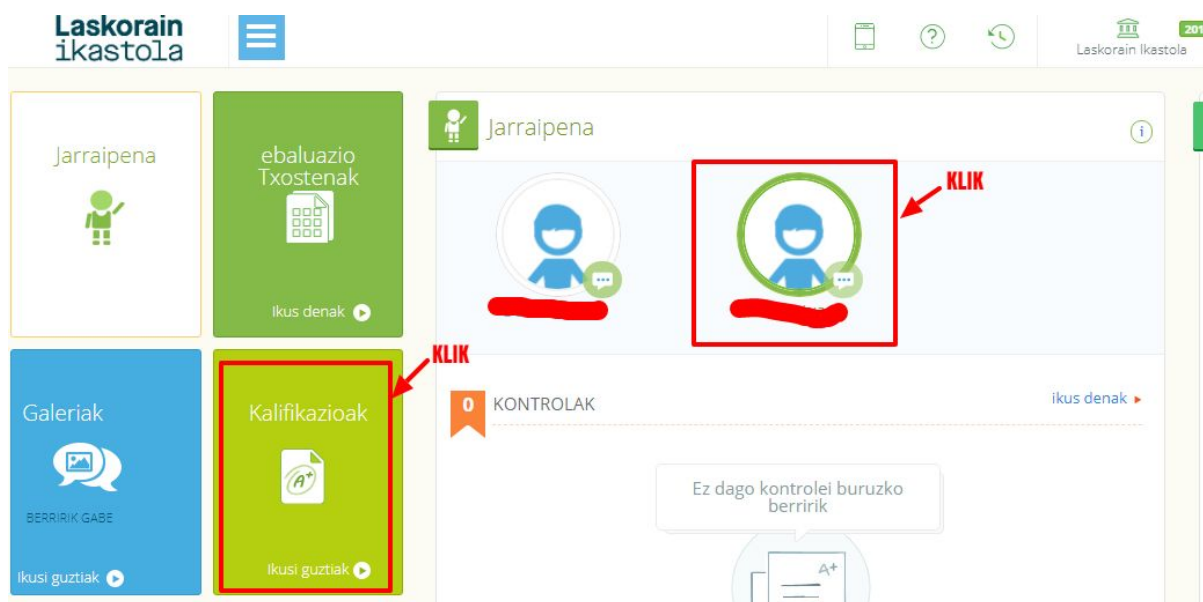 Laskorain
ikastola
Laskorain Ikastola
201
Jarraipena
ebaluazio
Txostenak
Ikus denak
Galeriak
BERRIRIK GABE
Ikusi guztiak
Kalifikazioak
A+
Ikusi guztiak
KLIK
Jarraipena
KLIK
0 KONTROLAK
ikus denak
Ez dago kontrolei buruzko
berririk
A+